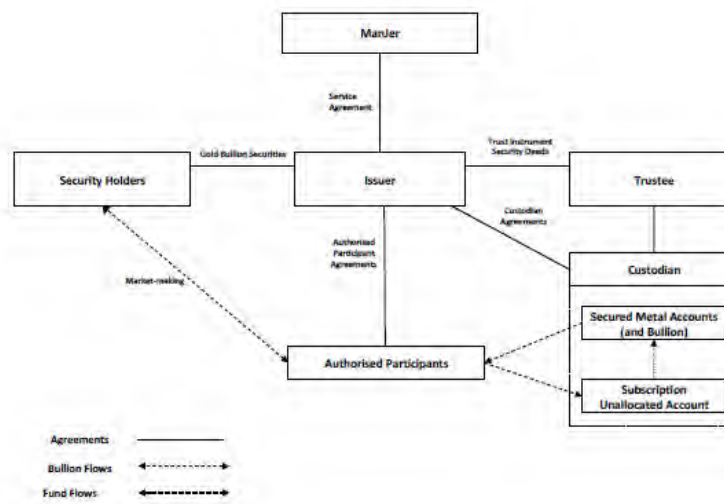 ManJer
Service
Agreement
Gold Bullion Securities
Trust Instrument
Security Deeds
Security Holders
Issuer
Trustee
Custodian
Agreements
Authorised
Participant
Agreements
Custodian
Market-making
Secured Metal Accounts
(and Bullion)
Authorised Participants
Subscription
Unallocated Account
Agreements
Bullion Flows
Fund Flows